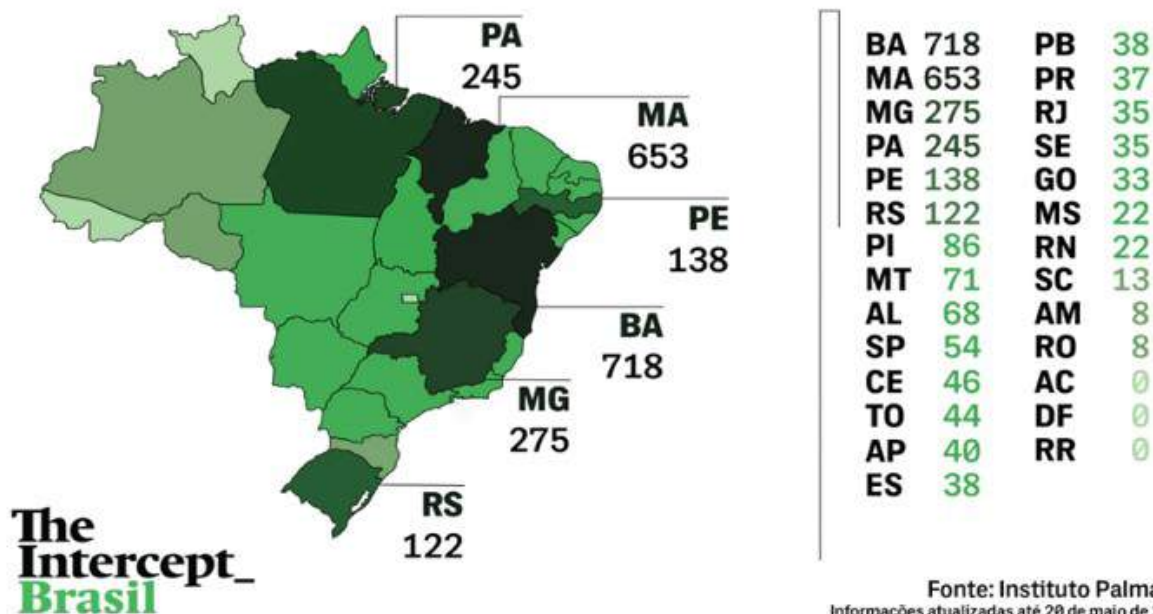 PA
245
MA
653
PE
138
BA
718
MG
275
RS
122
BA 718
MA 653
MG 275
PA 245
PE 138
RS 122
PI 86
MT 71
AL 68
SP 54
CE 46
TO 44
AP 40
ES 38
PB 38
PR 37
RJ 35
SE 35
GO 33
MS 22
RN 22
SC 13
AM 8
RO 8
AC 0
DF 0
RR 0
The
Intercept_
Brasil
Fonte: Instituto Palma
Informações atualizadas até 20 de maio de